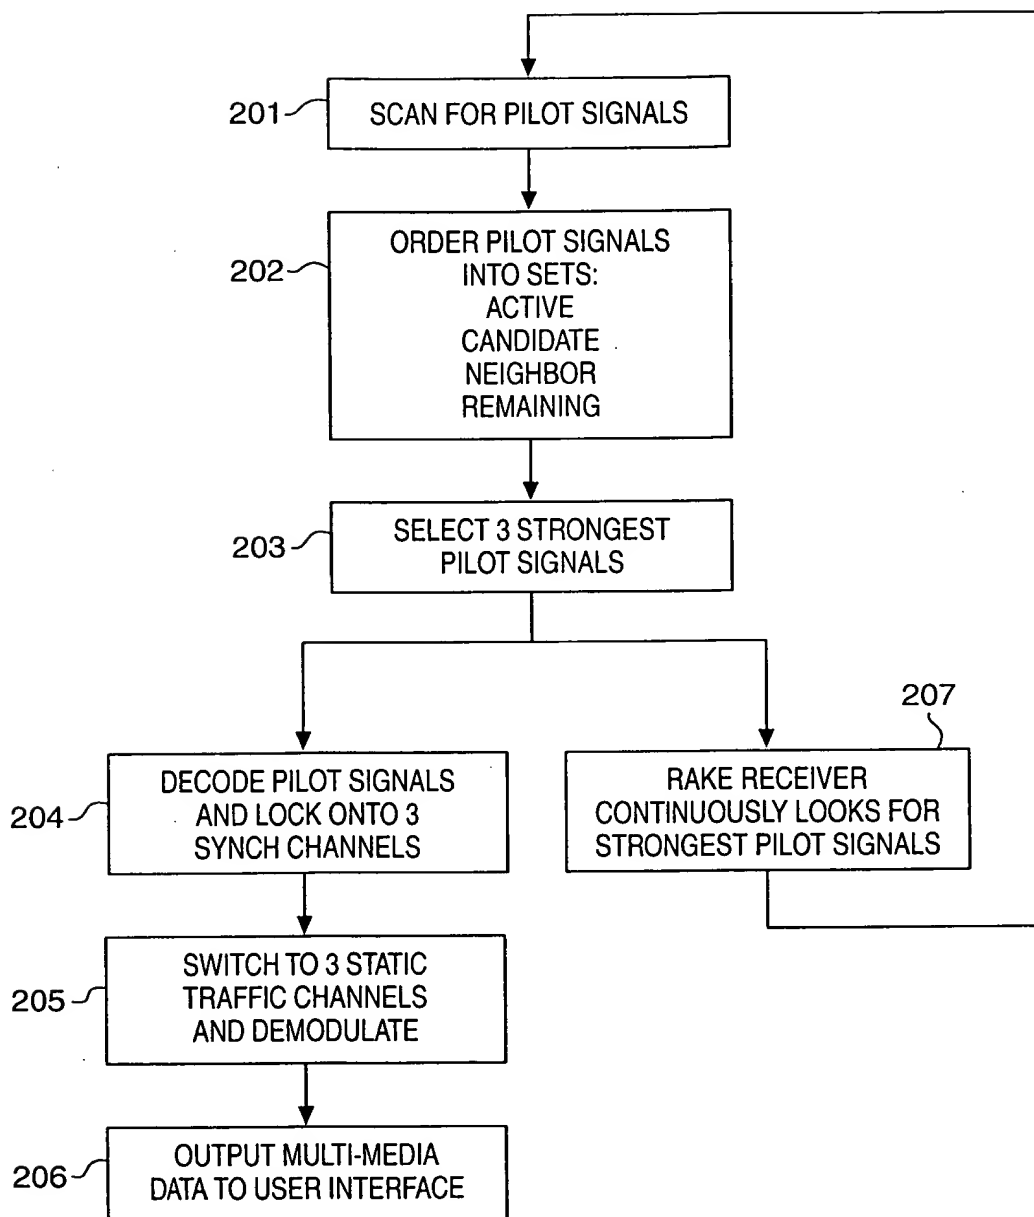 201
SCAN FOR PILOT SIGNALS
202
ORDER PILOT SIGNALS
INTO SETS:
ACTIVE
CANDIDATE
NEIGHBOR
REMAINING
203
SELECT 3 STRONGEST
PILOT SIGNALS
204
DECODE PILOT SIGNALS
AND LOCK ONTO 3
SYNCH CHANNELS
207
RAKE RECEIVER
CONTINUOUSLY LOOKS FOR
STRONGEST PILOT SIGNALS
205
SWITCH TO 3 STATIC
TRAFFIC CHANNELS
AND DEMODULATE
206
OUTPUT MULTI-MEDIA
DATA TO USER INTERFACE